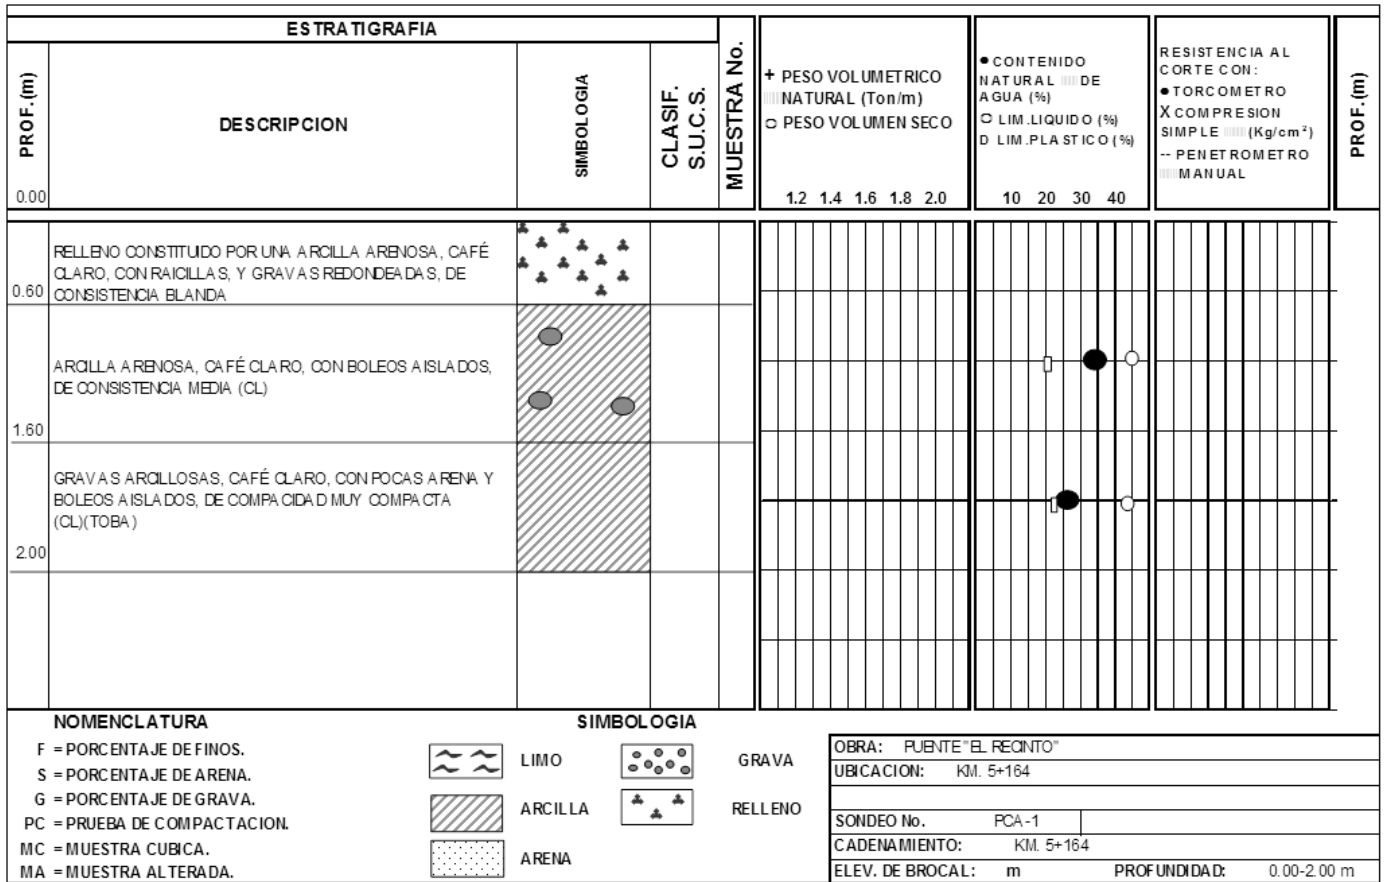 ESTRATIGRAFIA
PROF.(m)
DESCRIPCION
SIMBOLOGIA
CLASIF.
S.U.C.S.
MUESTRA No.
+ PESO VOLUMETRICO
NATURAL (Ton/m)
O PESO VOLUMEN SECO
1.2 1.4 1.6 1.8 2.0
● CONTENIDO
NATURAL DE
AGUA (%)
O LIM.LIQUIDO (%)
D LIM.PLASTICO (%)
10 20 30 40
RESISTENCIA AL
CORTE CON:
● TORCOMETRO
X COMPRESION
SIMPLE (Kg/cm²)
-- PENETROMETRO
MANUAL
PROF.(m)
0.00
RELLENO CONSTITUIDO POR UNA ARCILLA ARENOSA, CAFÉ
CLARO, CON RAICILLAS, Y GRAVAS REDONDEADAS, DE
CONSISTENCIA BLANDA
0.60
ARCILLA ARENOSA, CAFÉ CLARO, CON BOLEOS AISLADOS,
DE CONSISTENCIA MEDIA (CL)
1.60
GRAVAS ARCILLOSAS, CAFÉ CLARO, CON POCAS ARENA Y
BOLEOS AISLADOS, DE COMPACIDAD MUY COMPACTA
(CL)(TOBA)
2.00
NOMENCLATURA
F = PORCENTAJE DE FINOS.
S = PORCENTAJE DE ARENA.
G = PORCENTAJE DE GRAVA.
PC = PRUEBA DE COMPACTACION.
MC = MUESTRA CUBICA.
MA = MUESTRA ALTERADA.
SIMBOLOGIA
LIMO
GRAVA
ARCILLA
RELLENO
ARENA
OBRA: PUENTE "EL RECINTO"
UBICACION: KM. 5+164
SONDEO No. PCA-1
CADENAMIENTO: KM. 5+164
ELEV. DE BROCAL: m PROFUNDIDAD: 0.00-2.00 m